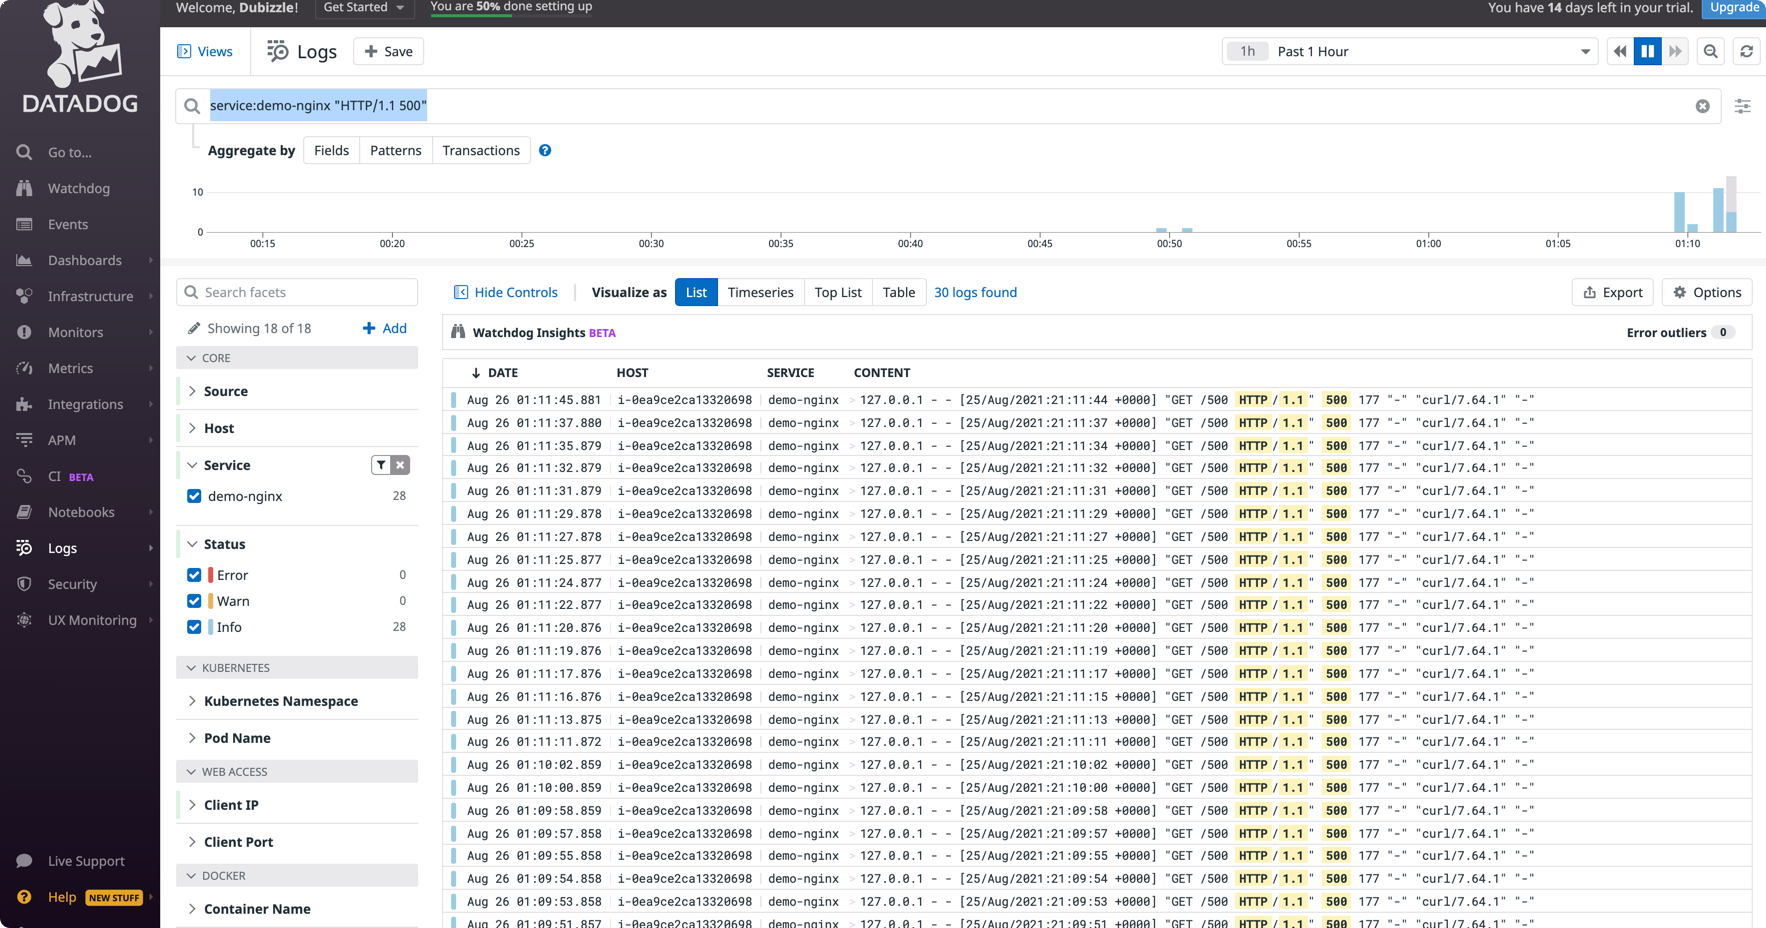 Welcome, Dubizzle!
Get Started
You are 50% done setting up
You have 14 days left in your trial.
Upgrade
DATADOG
Go to...
Watchdog
Events
Dashboards
Infrastructure
Monitors
Metrics
Integrations
APM
CI BETA
Notebooks
Logs
Security
UX Monitoring
Live Support
Help NEW STUFF
Views
Logs
+ Save
1h Past 1 Hour
service:demo-nginx "HTTP/1.1 500"
Aggregate by Fields Patterns Transactions ?
10
0
00:15 00:20 00:25 00:30 00:35 00:40 00:45 00:50 00:55 01:00 01:05 01:10
Search facets
Showing 18 of 18 + Add
CORE
Source
Host
Service
demo-nginx 28
Status
Error 0
Warn 0
Info 28
KUBERNETES
Kubernetes Namespace
Pod Name
WEB ACCESS
Client IP
Client Port
DOCKER
Container Name
Hide Controls Visualize as List Timeseries Top List Table 30 logs found Export Options
Watchdog Insights BETA Error outliers 0
DATE HOST SERVICE CONTENT
Aug 26 01:11:45.881 i-0ea9ce2ca13320698 demo-nginx > 127.0.0.1 - - [25/Aug/2021:21:11:44 +0000] "GET /500 HTTP/1.1" 500 177 "-" "curl/7.64.1" "-"
Aug 26 01:11:37.880 i-0ea9ce2ca13320698 demo-nginx > 127.0.0.1 - - [25/Aug/2021:21:11:37 +0000] "GET /500 HTTP/1.1" 500 177 "-" "curl/7.64.1" "-"
Aug 26 01:11:35.879 i-0ea9ce2ca13320698 demo-nginx > 127.0.0.1 - - [25/Aug/2021:21:11:34 +0000] "GET /500 HTTP/1.1" 500 177 "-" "curl/7.64.1" "-"
Aug 26 01:11:32.879 i-0ea9ce2ca13320698 demo-nginx > 127.0.0.1 - - [25/Aug/2021:21:11:32 +0000] "GET /500 HTTP/1.1" 500 177 "-" "curl/7.64.1" "-"
Aug 26 01:11:31.879 i-0ea9ce2ca13320698 demo-nginx > 127.0.0.1 - - [25/Aug/2021:21:11:31 +0000] "GET /500 HTTP/1.1" 500 177 "-" "curl/7.64.1" "-"
Aug 26 01:11:29.878 i-0ea9ce2ca13320698 demo-nginx > 127.0.0.1 - - [25/Aug/2021:21:11:29 +0000] "GET /500 HTTP/1.1" 500 177 "-" "curl/7.64.1" "-"
Aug 26 01:11:27.878 i-0ea9ce2ca13320698 demo-nginx > 127.0.0.1 - - [25/Aug/2021:21:11:27 +0000] "GET /500 HTTP/1.1" 500 177 "-" "curl/7.64.1" "-"
Aug 26 01:11:25.877 i-0ea9ce2ca13320698 demo-nginx > 127.0.0.1 - - [25/Aug/2021:21:11:25 +0000] "GET /500 HTTP/1.1" 500 177 "-" "curl/7.64.1" "-"
Aug 26 01:11:24.877 i-0ea9ce2ca13320698 demo-nginx > 127.0.0.1 - - [25/Aug/2021:21:11:24 +0000] "GET /500 HTTP/1.1" 500 177 "-" "curl/7.64.1" "-"
Aug 26 01:11:22.877 i-0ea9ce2ca13320698 demo-nginx > 127.0.0.1 - - [25/Aug/2021:21:11:22 +0000] "GET /500 HTTP/1.1" 500 177 "-" "curl/7.64.1" "-"
Aug 26 01:11:20.876 i-0ea9ce2ca13320698 demo-nginx > 127.0.0.1 - - [25/Aug/2021:21:11:20 +0000] "GET /500 HTTP/1.1" 500 177 "-" "curl/7.64.1" "-"
Aug 26 01:11:19.876 i-0ea9ce2ca13320698 demo-nginx > 127.0.0.1 - - [25/Aug/2021:21:11:19 +0000] "GET /500 HTTP/1.1" 500 177 "-" "curl/7.64.1" "-"
Aug 26 01:11:17.876 i-0ea9ce2ca13320698 demo-nginx > 127.0.0.1 - - [25/Aug/2021:21:11:17 +0000] "GET /500 HTTP/1.1" 500 177 "-" "curl/7.64.1" "-"
Aug 26 01:11:16.876 i-0ea9ce2ca13320698 demo-nginx > 127.0.0.1 - - [25/Aug/2021:21:11:15 +0000] "GET /500 HTTP/1.1" 500 177 "-" "curl/7.64.1" "-"
Aug 26 01:11:13.875 i-0ea9ce2ca13320698 demo-nginx > 127.0.0.1 - - [25/Aug/2021:21:11:13 +0000] "GET /500 HTTP/1.1" 500 177 "-" "curl/7.64.1" "-"
Aug 26 01:11:11.872 i-0ea9ce2ca13320698 demo-nginx > 127.0.0.1 - - [25/Aug/2021:21:11:11 +0000] "GET /500 HTTP/1.1" 500 177 "-" "curl/7.64.1" "-"
Aug 26 01:10:02.859 i-0ea9ce2ca13320698 demo-nginx > 127.0.0.1 - - [25/Aug/2021:21:10:02 +0000] "GET /500 HTTP/1.1" 500 177 "-" "curl/7.64.1" "-"
Aug 26 01:10:00.859 i-0ea9ce2ca13320698 demo-nginx > 127.0.0.1 - - [25/Aug/2021:21:10:00 +0000] "GET /500 HTTP/1.1" 500 177 "-" "curl/7.64.1" "-"
Aug 26 01:09:58.859 i-0ea9ce2ca13320698 demo-nginx > 127.0.0.1 - - [25/Aug/2021:21:09:58 +0000] "GET /500 HTTP/1.1" 500 177 "-" "curl/7.64.1" "-"
Aug 26 01:09:57.858 i-0ea9ce2ca13320698 demo-nginx > 127.0.0.1 - - [25/Aug/2021:21:09:57 +0000] "GET /500 HTTP/1.1" 500 177 "-" "curl/7.64.1" "-"
Aug 26 01:09:55.858 i-0ea9ce2ca13320698 demo-nginx > 127.0.0.1 - - [25/Aug/2021:21:09:55 +0000] "GET /500 HTTP/1.1" 500 177 "-" "curl/7.64.1" "-"
Aug 26 01:09:54.858 i-0ea9ce2ca13320698 demo-nginx > 127.0.0.1 - - [25/Aug/2021:21:09:54 +0000] "GET /500 HTTP/1.1" 500 177 "-" "curl/7.64.1" "-"
Aug 26 01:09:53.858 i-0ea9ce2ca13320698 demo-nginx > 127.0.0.1 - - [25/Aug/2021:21:09:53 +0000] "GET /500 HTTP/1.1" 500 177 "-" "curl/7.64.1" "-"
Aug 26 01:09:51.857 i-0ea9ce2ca13320698 demo-nginx > 127.0.0.1 - - [25/Aug/2021:21:09:51 +0000] "GET /500 HTTP/1.1" 500 177 "-" "curl/7.64.1" "-"